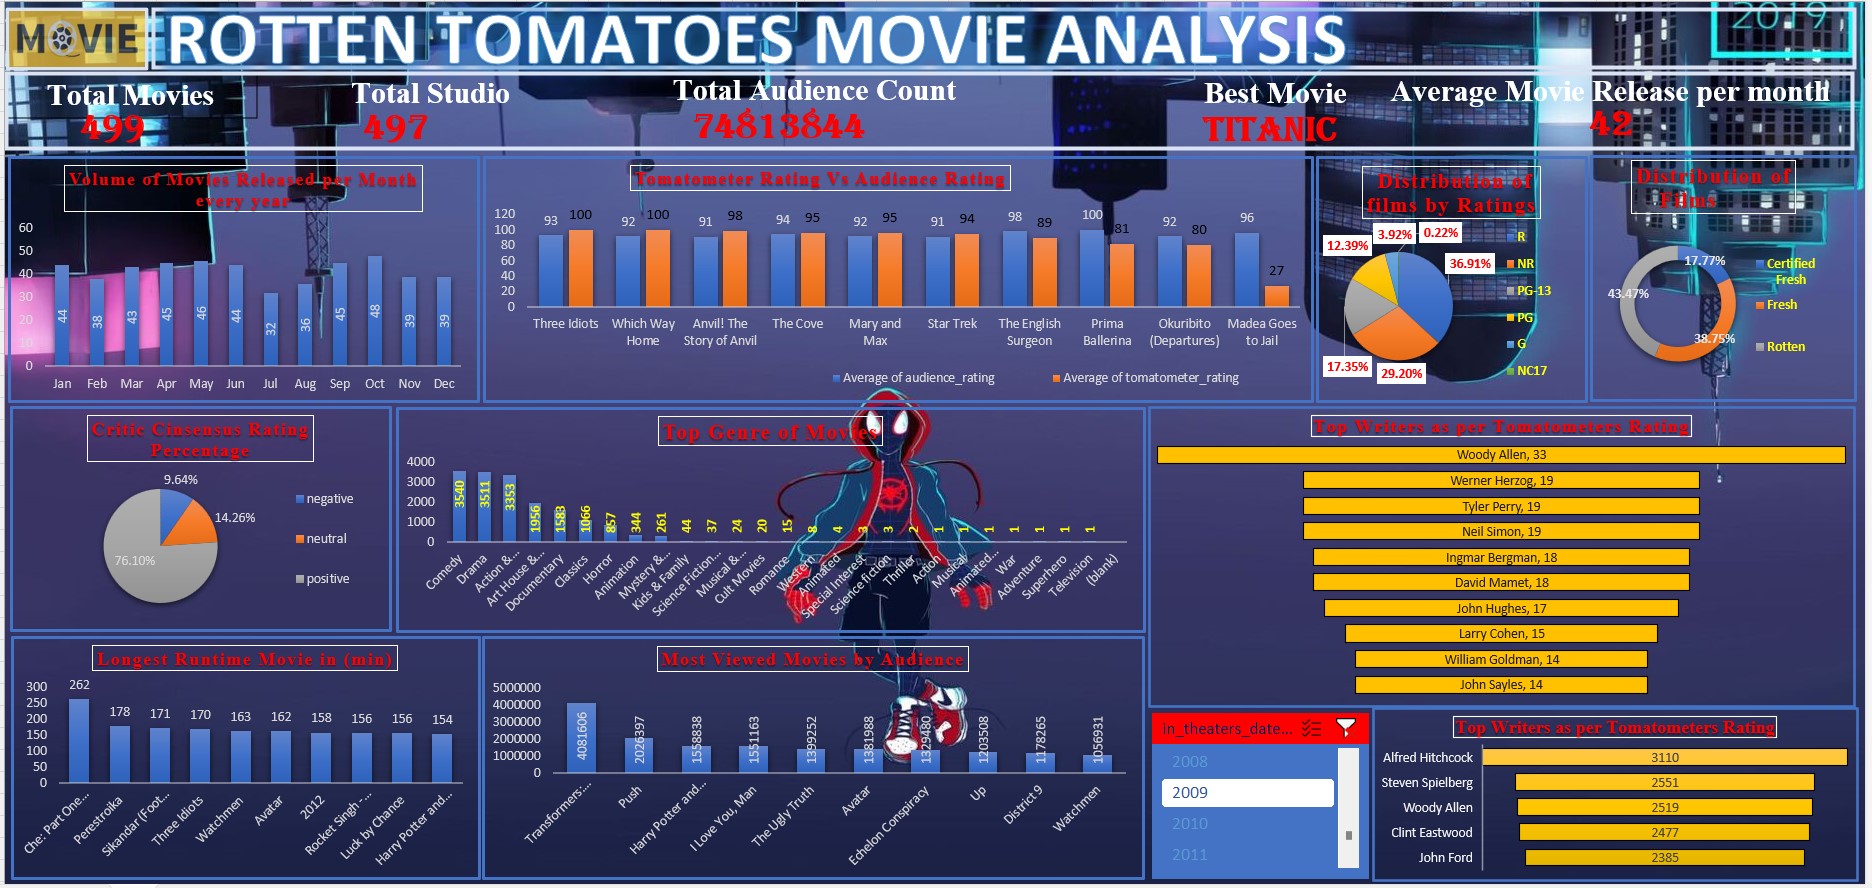 MOVIE
ROTTEN TOMATOES MOVIE ANALYSIS
2019
Total Movies
499
Total Studio
497
Total Audience Count
74813844
Best Movie
TITANIC
Average Movie Release per month
42
Volume of Movies Released per Month
every year
60
50
40
30
20
10
0
44
38
43
45
46
44
32
36
45
48
39
39
Jan Feb Mar Apr May Jun Jul Aug Sep Oct Nov Dec
Tomatometer Rating Vs Audience Rating
120
100
80
60
40
20
0
93 100
92 100
91 98
94 95
92 95
91 94
98 89
100 81
92 80
96 27
Three Idiots
Which Way
Home
Anvil! The
Story of Anvil
The Cove
Mary and
Max
Star Trek
The English
Surgeon
Prima
Ballerina
Okuribito
(Departures)
Madea Goes
to Jail
Average of audience_rating
Average of tomatometer_rating
Distribution of
films by Ratings
12.39%
3.92%
0.22%
36.91%
17.35%
29.20%
R
NR
PG-13
PG
G
NC17
Distribution of
Films
17.77%
43.47%
38.75%
Certified
Fresh
Fresh
Rotten
Critic Cinsensus Rating
Percentage
9.64%
14.26%
76.10%
negative
neutral
positive
Top Genre of Movies
4000
3000
2000
1000
0
3540
3511
3353
1956
1583
1066
857
344
261
44
37
24
20
15
8
4
3
3
2
1
1
1
1
1
1
1
Comedy
Drama
Action &...
Art House &...
Documentary
Classics
Horror
Animation
Mystery &...
Kids & Family
Science Fiction...
Musical &...
Cult Movies
Romance
Western
Animated
Special Interest
Science fiction
Thriller
Action
Musical
Animated...
War
Adventure
Superhero
Television
(blank)
Top Writers as per Tomatometers Rating
Woody Allen, 33
Werner Herzog, 19
Tyler Perry, 19
Neil Simon, 19
Ingmar Bergman, 18
David Mamet, 18
John Hughes, 17
Larry Cohen, 15
William Goldman, 14
John Sayles, 14
Longest Runtime Movie in (min)
300
250
200
150
100
50
0
262
178
171
170
163
162
158
156
156
154
Che: Part One...
Perestroika
Sikandar (Foot...
Three Idiots
Watchmen
Avatar
2012
Rocket Singh -...
Luck by Chance
Harry Potter and...
Most Viewed Movies by Audience
5000000
4000000
3000000
2000000
1000000
0
4081606
2026397
1558838
1551163
1399252
1381988
1329480
1203508
1178265
1056931
Transformers:...
Push
Harry Potter and...
I Love You, Man
The Ugly Truth
Avatar
Echelon Conspiracy
Up
District 9
Watchmen
in_theaters_date...
2008
2009
2010
2011
Top Writers as per Tomatometers Rating
Alfred Hitchcock 3110
Steven Spielberg 2551
Woody Allen 2519
Clint Eastwood 2477
John Ford 2385